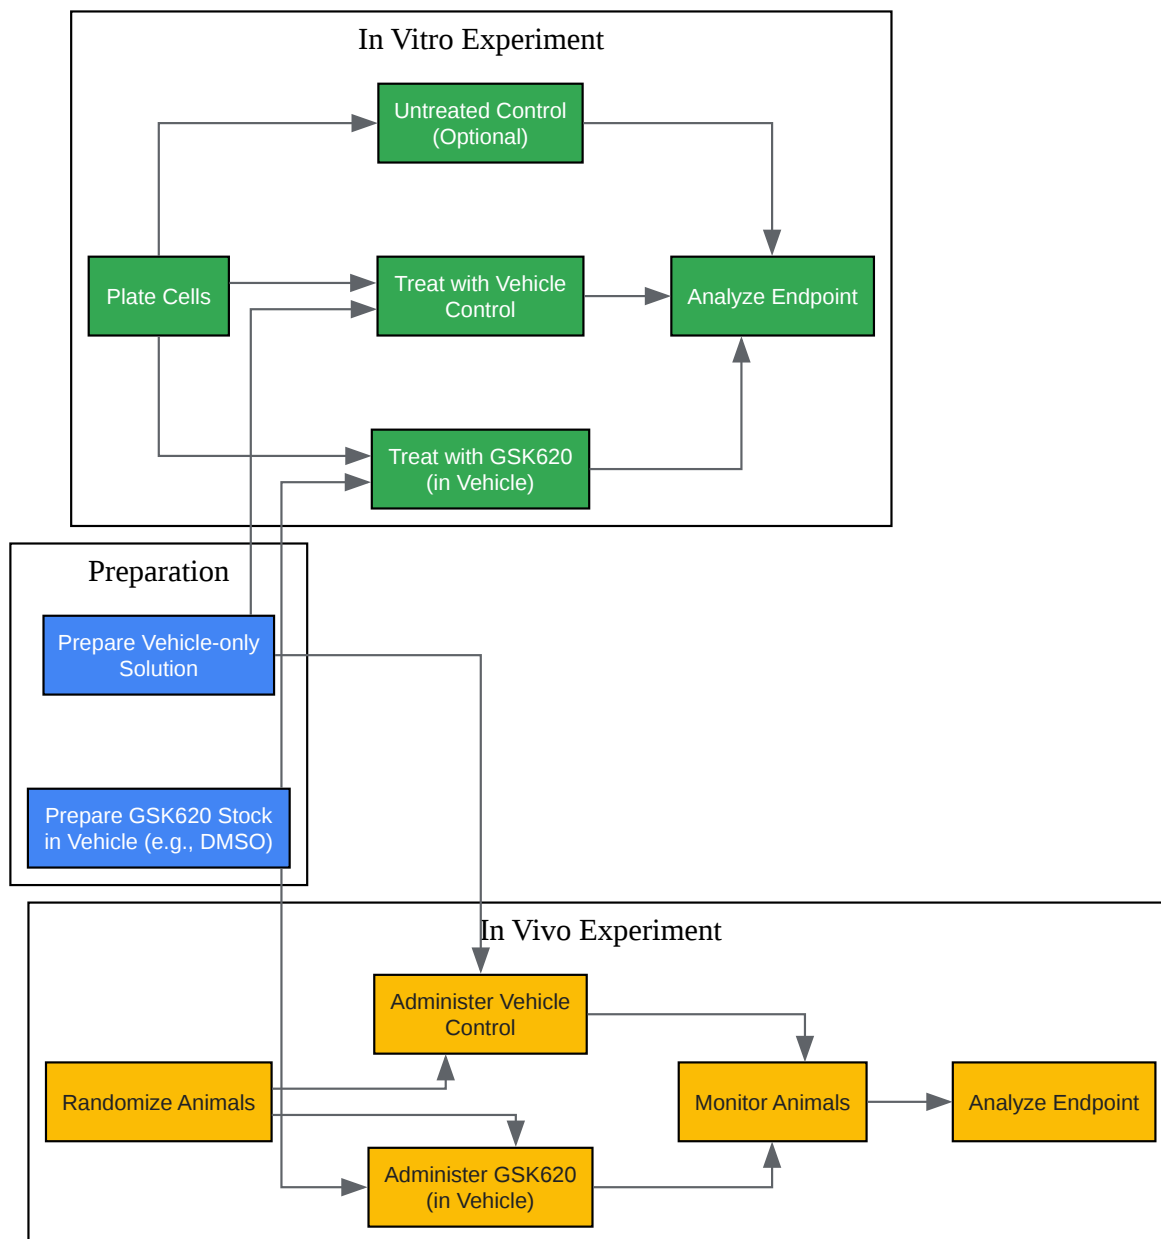 In Vitro Experiment
Untreated Control
(Optional)
Plate Cells
Treat with Vehicle
Control
Analyze Endpoint
Treat with GSK620
(in Vehicle)
Preparation
Prepare Vehicle-only
Solution
Prepare GSK620 Stock
in Vehicle (e.g., DMSO)
In Vivo Experiment
Administer Vehicle
Control
Randomize Animals
Monitor Animals
Analyze Endpoint
Administer GSK620
(in Vehicle)